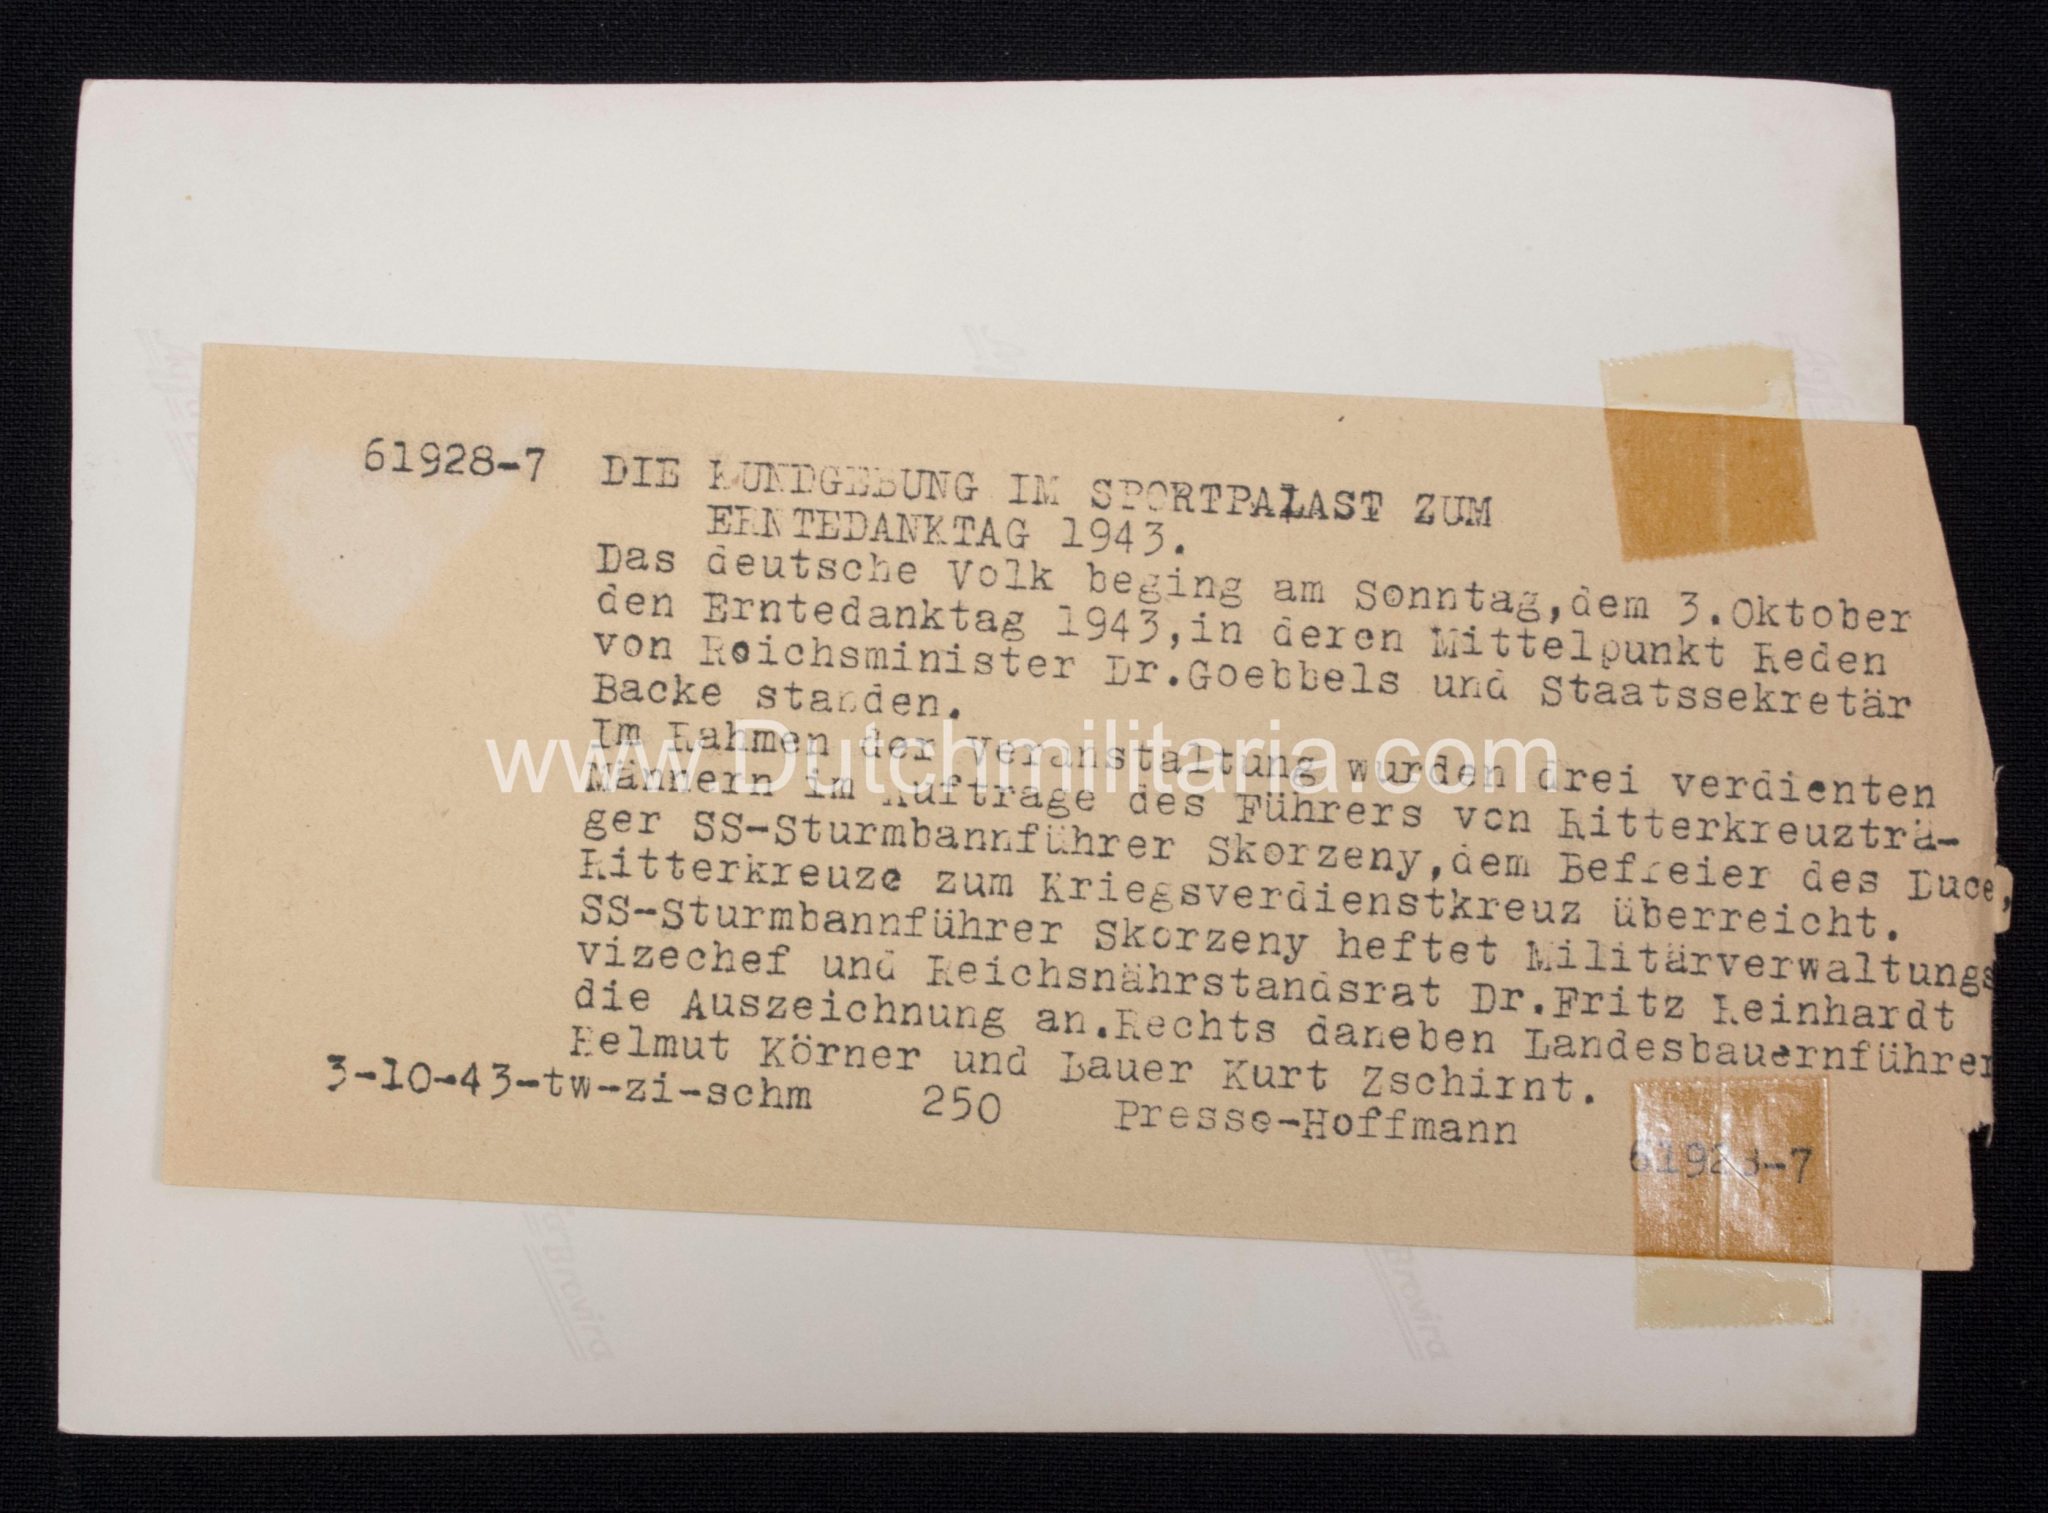 61928-7 DIE KUNDGEBUNG IM SPORTPALAST ZUM
ERNTEDANKTAG 1943.
Das deutsche Volk beging am Sonntag,dem 3.Oktober
den Erntedanktag 1943,in deren Mittelpunkt Reden
von Reichsminister Dr.Goebbels und Staatssekretär
Backe standen.
Im Rahmen der Veranstaltung wurden drei verdienten
Männern im Auftrage des Führers von Ritterkreuzträ-
ger SS-Sturmbannführer Skorzeny,dem Befreier des Duce,
Ritterkreuze zum Kriegsverdienstkreuz überreicht.
SS-Sturmbannführer Skorzeny heftet Militärverwaltungs
vizechef und Reichsnährstandsrat Dr.Fritz Reinhardt
die Auszeichnung an.Rechts daneben Landesbauernführer
Helmut Körner und Bauer Kurt Zschirnt.
3-10-43-tw-zi-schm 250 Presse-Hoffmann
61928-7
www.Dutchmilitaria.com
Brovira
Brovira